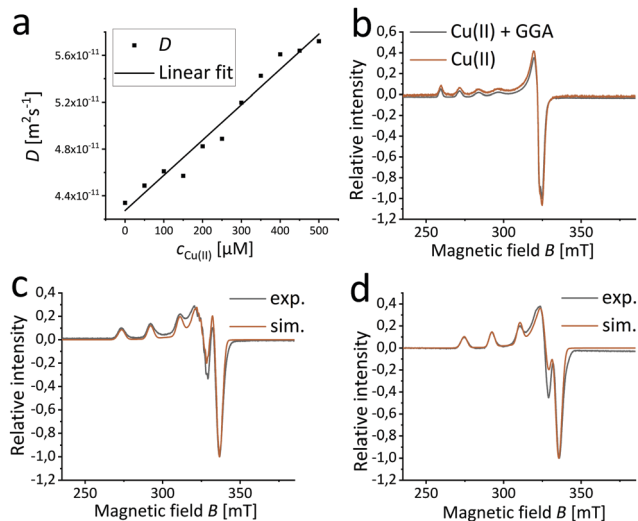 a
D
Linear fit
5.6x10-11
5.2x10-11
4.8x10-11
4.4x10-11
D [m2s-1]
0 100 200 300 400 500
cCu(II) [µM]
b
Cu(II) + GGA
Cu(II)
0,6
0,4
0,2
0,0
-0,2
-0,4
-0,6
-0,8
-1,0
-1,2
Relative intensity
250 300 350
Magnetic field B [mT]
c
exp.
sim.
0,4
0,2
0,0
-0,2
-0,4
-0,6
-0,8
-1,0
-1,2
Relative intensity
250 300 350
Magnetic field B [mT]
d
exp.
sim.
0,4
0,2
0,0
-0,2
-0,4
-0,6
-0,8
-1,0
-1,2
Relative intensity
250 300 350
Magnetic field B [mT]